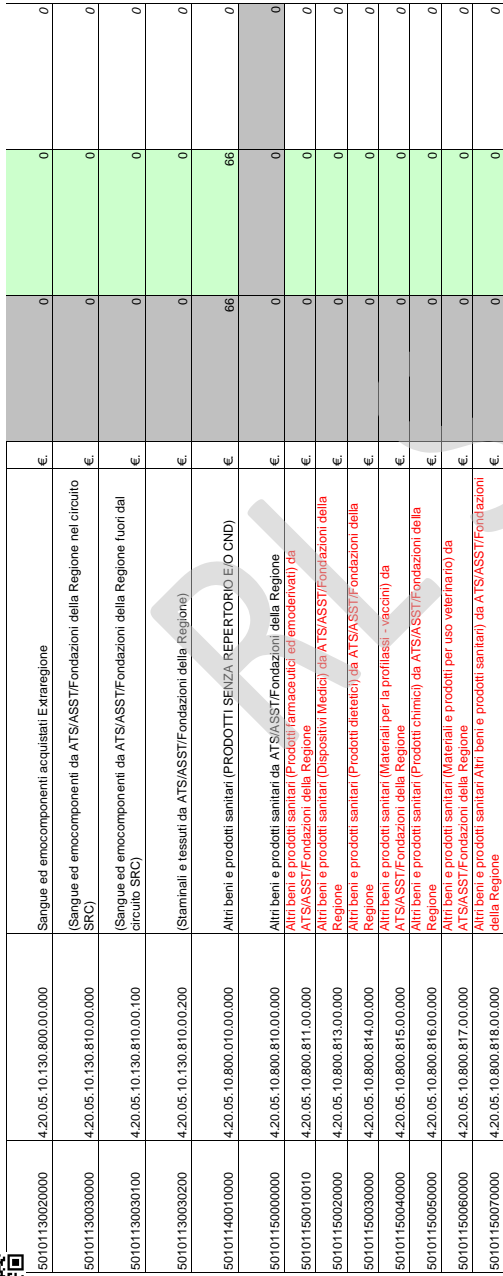 501011130020000 4.20.05.10.130.800.00.000 Sangue ed emocomponenti acquistati Extraregione €. 0 0 0
501011130030000 4.20.05.10.130.810.00.000 (Sangue ed emocomponenti da ATS/ASST/Fondazioni della Regione nel circuito
SRC) €. 0 0 0
501011130030100 4.20.05.10.130.810.00.100 (Sangue ed emocomponenti da ATS/ASST/Fondazioni della Regione fuori dal
circuito SRC) €. 0 0 0
501011130030200 4.20.05.10.130.810.00.200 (Staminali e tessuti da ATS/ASST/Fondazioni della Regione) €. 0 0 0
501011140010000 4.20.05.10.800.010.00.000 Altri beni e prodotti sanitari (PRODOTTI SENZA REPERTORIO E/O CND) €. 66 66 0
501011150000000 4.20.05.10.800.810.00.000 Altri beni e prodotti sanitari da ATS/ASST/Fondazioni della Regione €. 0 0 0
501011150010010 4.20.05.10.800.811.00.000 Altri beni e prodotti sanitari (Prodotti farmaceutici ed emoderivati) da
ATS/ASST/Fondazioni della Regione €. 0 0 0
501011150020000 4.20.05.10.800.813.00.000 Altri beni e prodotti sanitari (Dispositivi Medici) da ATS/ASST/Fondazioni della
Regione €. 0 0 0
501011150030000 4.20.05.10.800.814.00.000 Altri beni e prodotti sanitari (Prodotti dietetici) da ATS/ASST/Fondazioni della
Regione €. 0 0 0
501011150040000 4.20.05.10.800.815.00.000 Altri beni e prodotti sanitari (Materiali per la profilassi - vaccini) da
ATS/ASST/Fondazioni della Regione €. 0 0 0
501011150050000 4.20.05.10.800.816.00.000 Altri beni e prodotti sanitari (Prodotti chimici) da ATS/ASST/Fondazioni della
Regione €. 0 0 0
501011150060000 4.20.05.10.800.817.00.000 Altri beni e prodotti sanitari (Materiali e prodotti per uso veterinario) da
ATS/ASST/Fondazioni della Regione €. 0 0 0
501011150070000 4.20.05.10.800.818.00.000 Altri beni e prodotti sanitari Altri beni e prodotti sanitari) da ATS/ASST/Fondazioni
della Regione €. 0 0 0